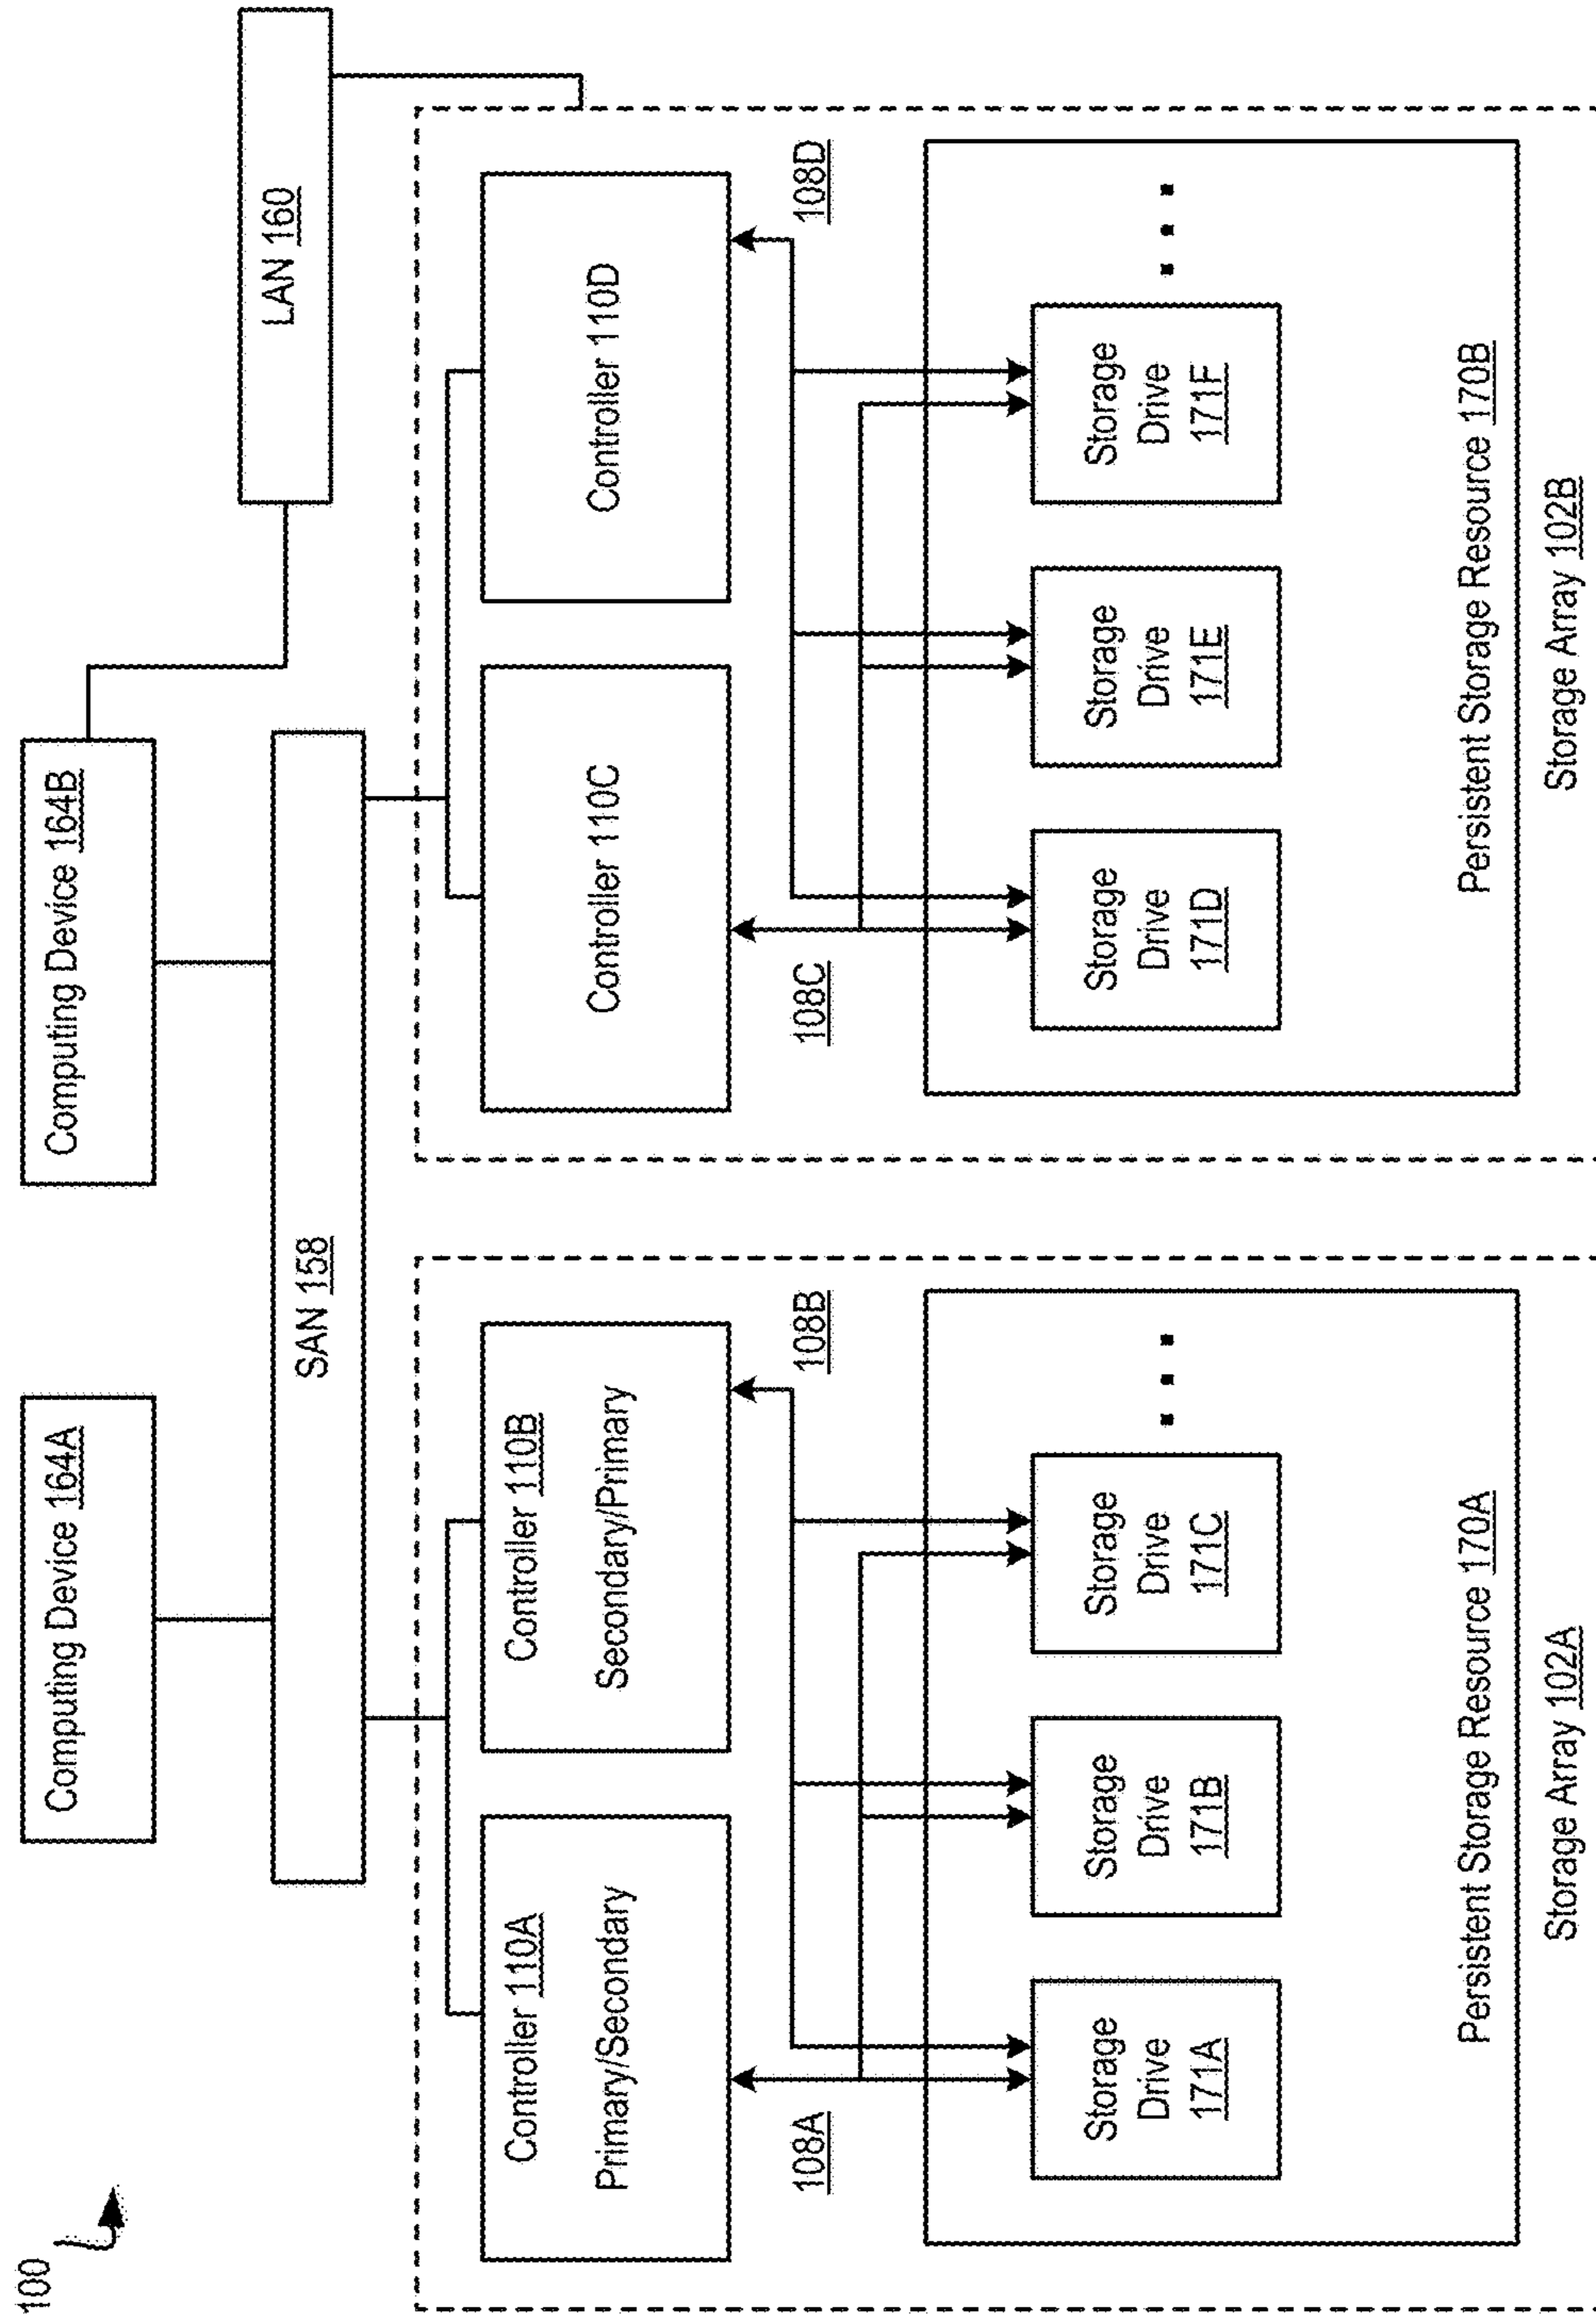 100
Computing Device 164A
Computing Device 164B
SAN 158
LAN 160
Controller 110A
Primary/Secondary
Controller 110B
Secondary/Primary
Controller 110C
Controller 110D
108A
108B
108C
108D
Storage
Drive
171A
Storage
Drive
171B
Storage
Drive
171C
Storage
Drive
171D
Storage
Drive
171E
Storage
Drive
171F
Persistent Storage Resource 170A
Persistent Storage Resource 170B
Storage Array 102A
Storage Array 102B